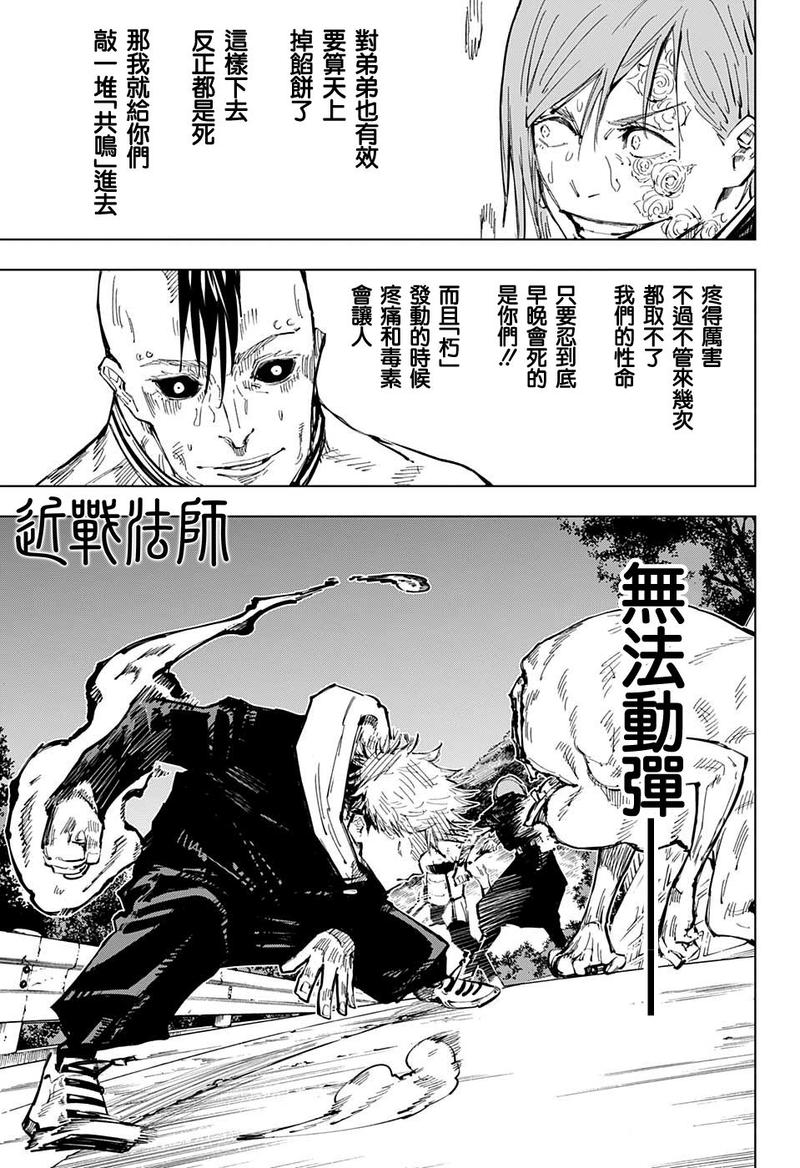 對弟弟也有效
要算天上
掉餡餅了
這樣下去
反正都是死
那我就給你們
敲一堆「共鳴」進去
疼得厲害
不過不管來幾次
都取不了
我們的性命
只要忍到底
早晚會死的
是你們!!
而且「朽」
發動的時候
疼痛和毒素
會讓人
近戰法師
無法動彈——